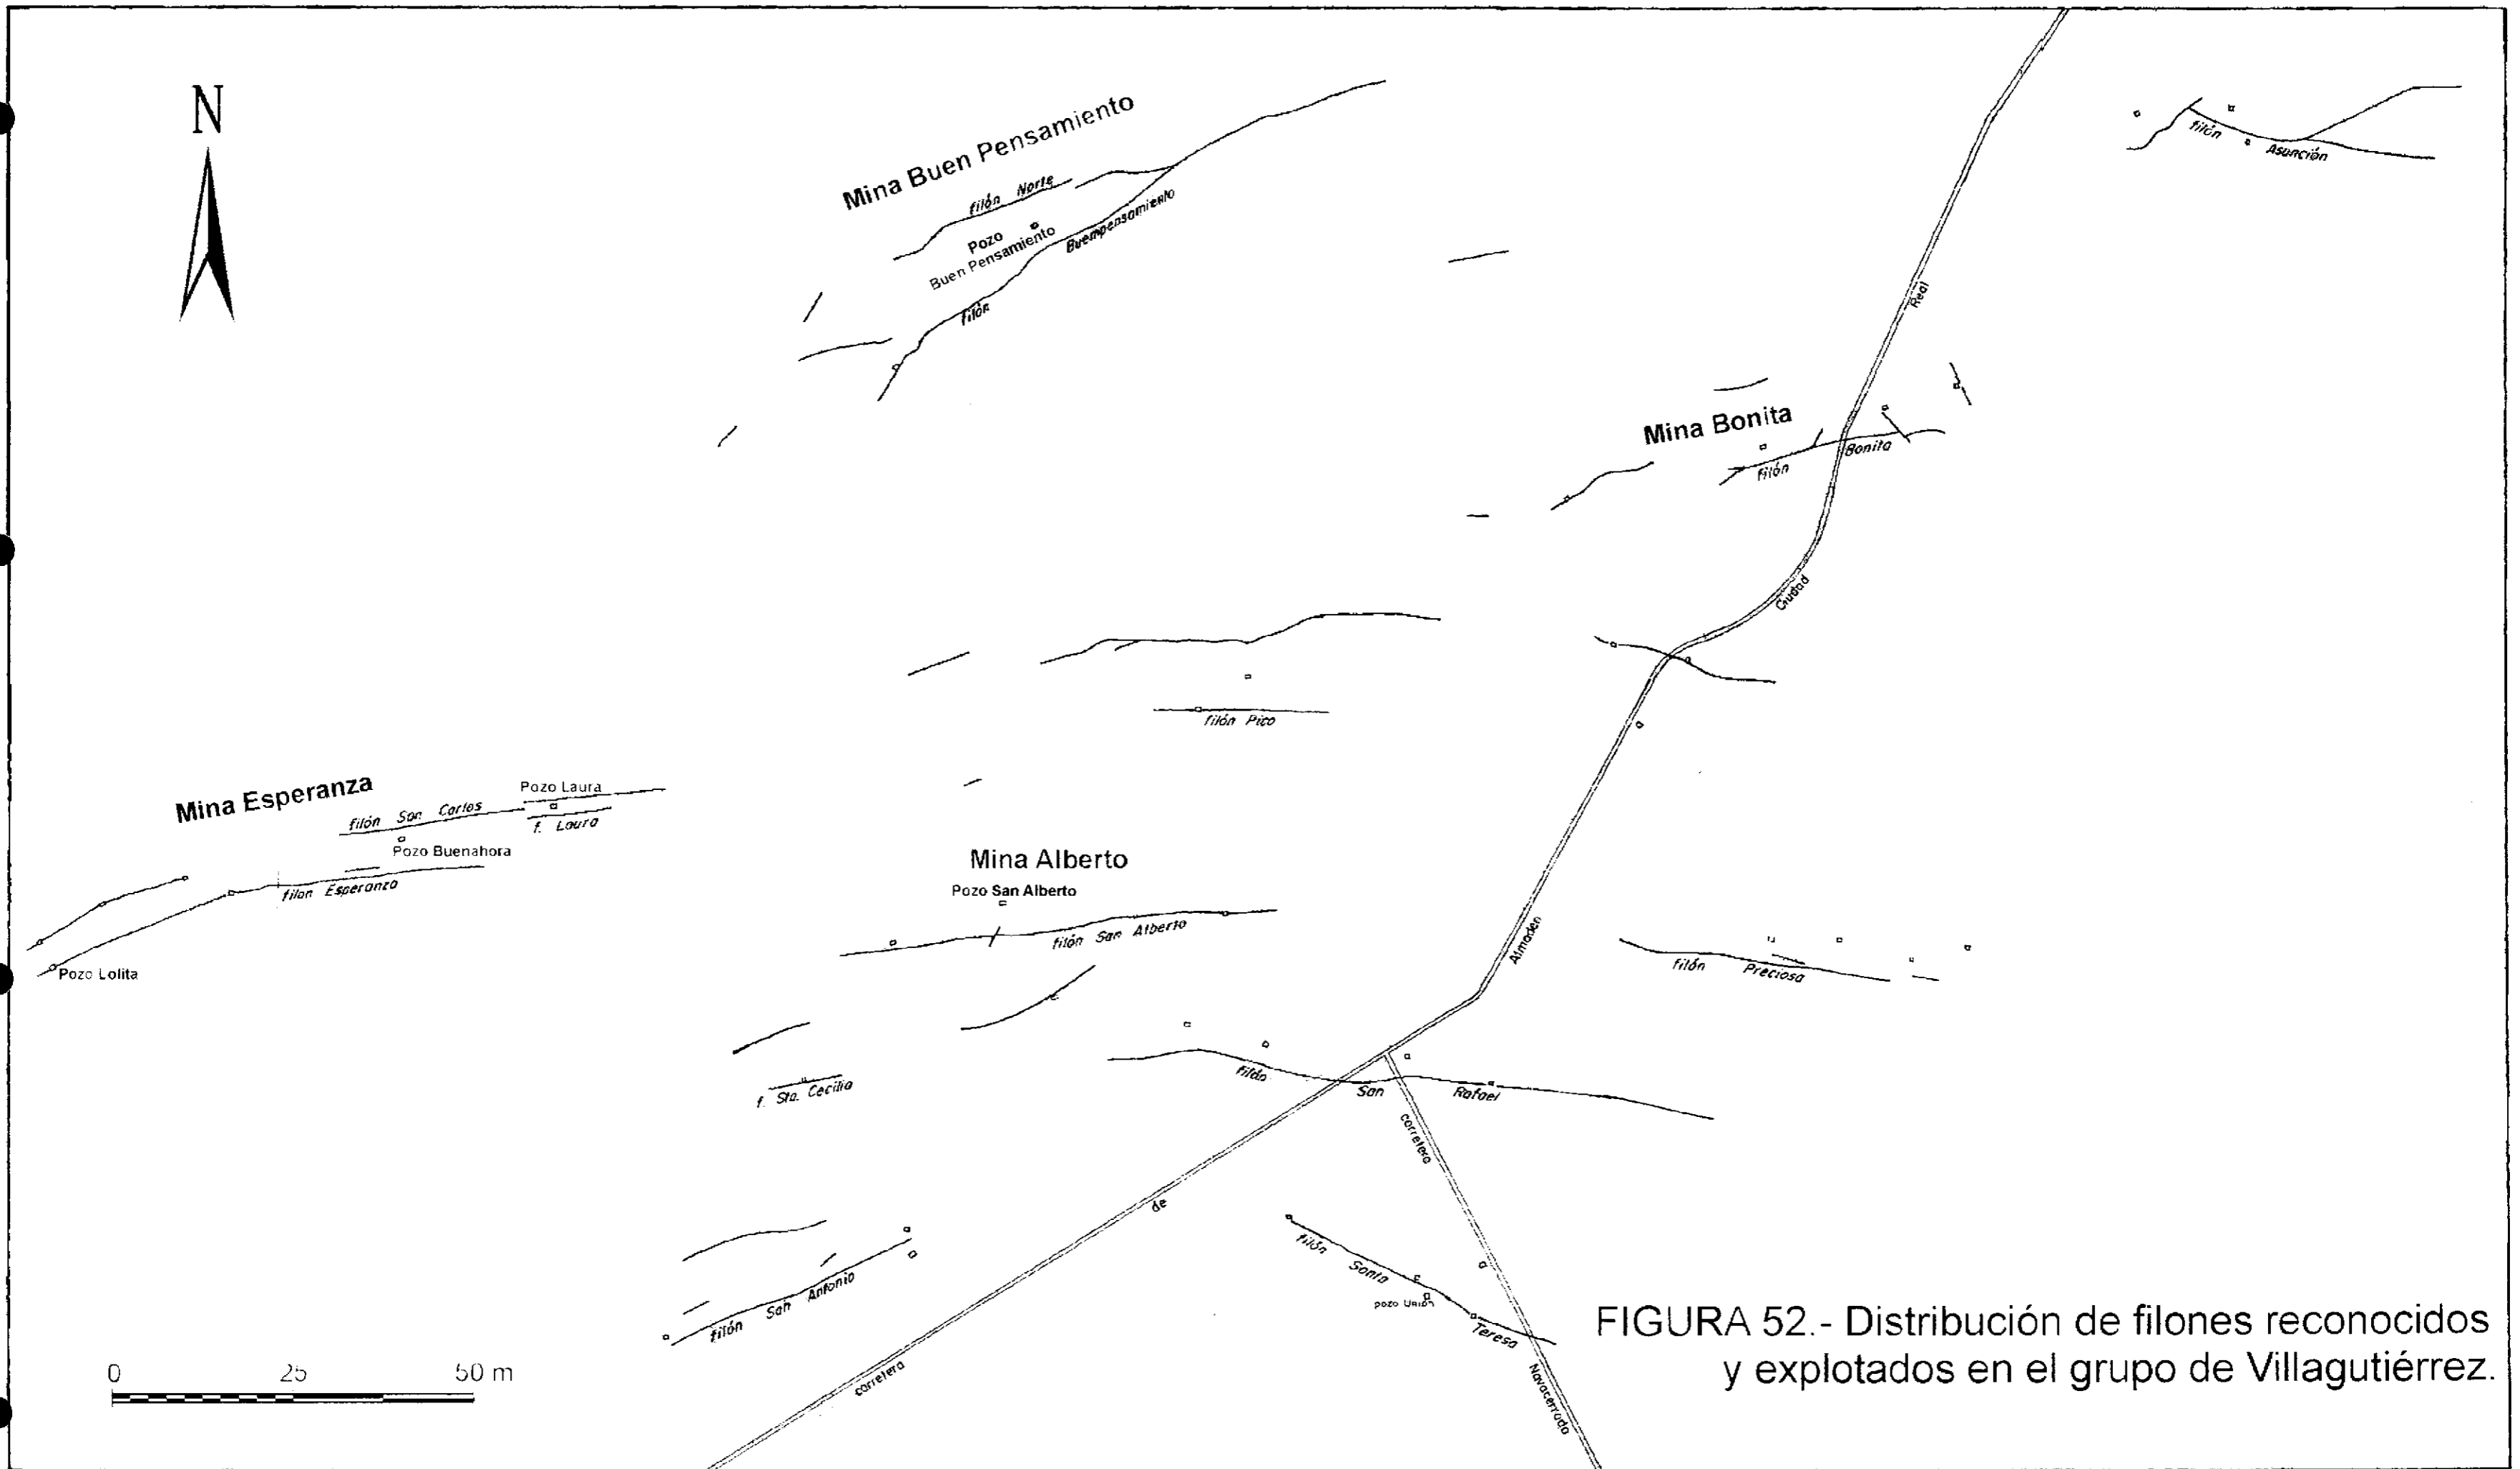 N
Mina Buen Pensamiento
filón Norte
Pozo
Buen Pensamiento
filón Buempensamiento
filón Asunción
Mina Bonita
filón Bonita
filón Pico
Mina Esperanza
filón San Carlos
Pozo Laura
f. Laura
Pozo Buenahora
filon Esperanza
Pozo Lolita
Mina Alberto
Pozo San Alberto
filón San Alberto
filón Preciosa
f. Sta. Cecilia
filón San Rafael
carretera de Almaden Ciudad Real
carretera Navacerrada
filón San Antonio
filón Santa Teresa
pozo Unión
0 25 50 m
FIGURA 52.- Distribución de filones reconocidos
y explotados en el grupo de Villagutiérrez.